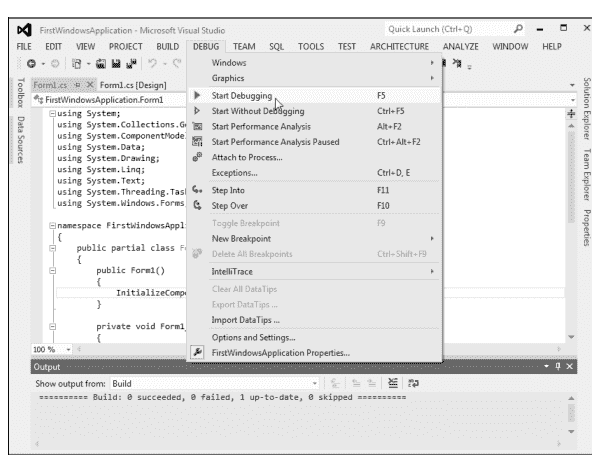 FirstWindowsApplication - Microsoft Visual Studio
Quick Launch (Ctrl+Q)
FILE EDIT VIEW PROJECT BUILD DEBUG TEAM SQL TOOLS TEST ARCHITECTURE ANALYZE WINDOW HELP
Toolbox
Data Sources
Form1.cs Form1.cs [Design]
FirstWindowsApplication.Form1
using System;
using System.Collections.G
using System.ComponentMode
using System.Data;
using System.Drawing;
using System.Linq;
using System.Text;
using System.Threading.Tas
using System.Windows.Forms
namespace FirstWindowsAppl
{
public partial class F
{
public Form1()
{
InitializeCompo
}
private void Form1_
{
100 %
Windows
Graphics
Start Debugging F5
Start Without Debugging Ctrl+F5
Start Performance Analysis Alt+F2
Start Performance Analysis Paused Ctrl+Alt+F2
Attach to Process...
Exceptions... Ctrl+D, E
Step Into F11
Step Over F10
Toggle Breakpoint F9
New Breakpoint
Delete All Breakpoints Ctrl+Shift+F9
IntelliTrace
Clear All DataTips
Export DataTips ...
Import DataTips ...
Options and Settings...
FirstWindowsApplication Properties...
Solution Explorer
Team Explorer
Properties
Output
Show output from: Build
========== Build: 0 succeeded, 0 failed, 1 up-to-date, 0 skipped ==========